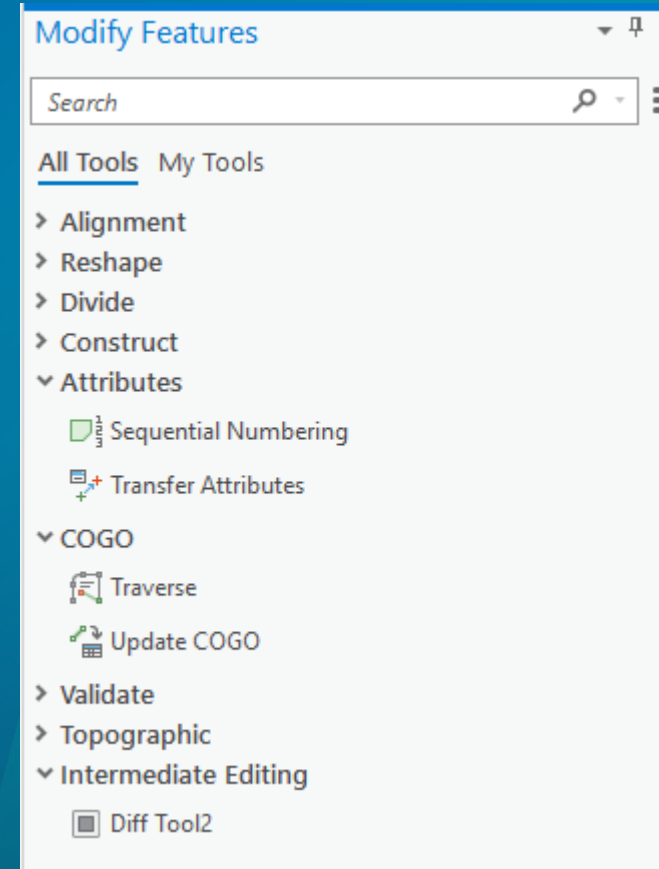 Modify Features
Search
All Tools My Tools
Alignment
Reshape
Divide
Construct
Attributes
Sequential Numbering
Transfer Attributes
COGO
Traverse
Update COGO
Validate
Topographic
Intermediate Editing
Diff Tool2